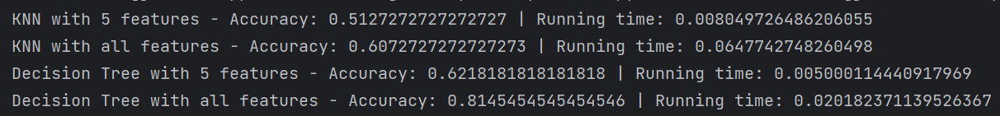 KNN with 5 features - Accuracy: 0.5127272727272727 | Running time: 0.008049726486206055
KNN with all features - Accuracy: 0.6072727272727273 | Running time: 0.0647742748260498
Decision Tree with 5 features - Accuracy: 0.6218181818181818 | Running time: 0.005000114440917969
Decision Tree with all features - Accuracy: 0.8145454545454546 | Running time: 0.020182371139526367